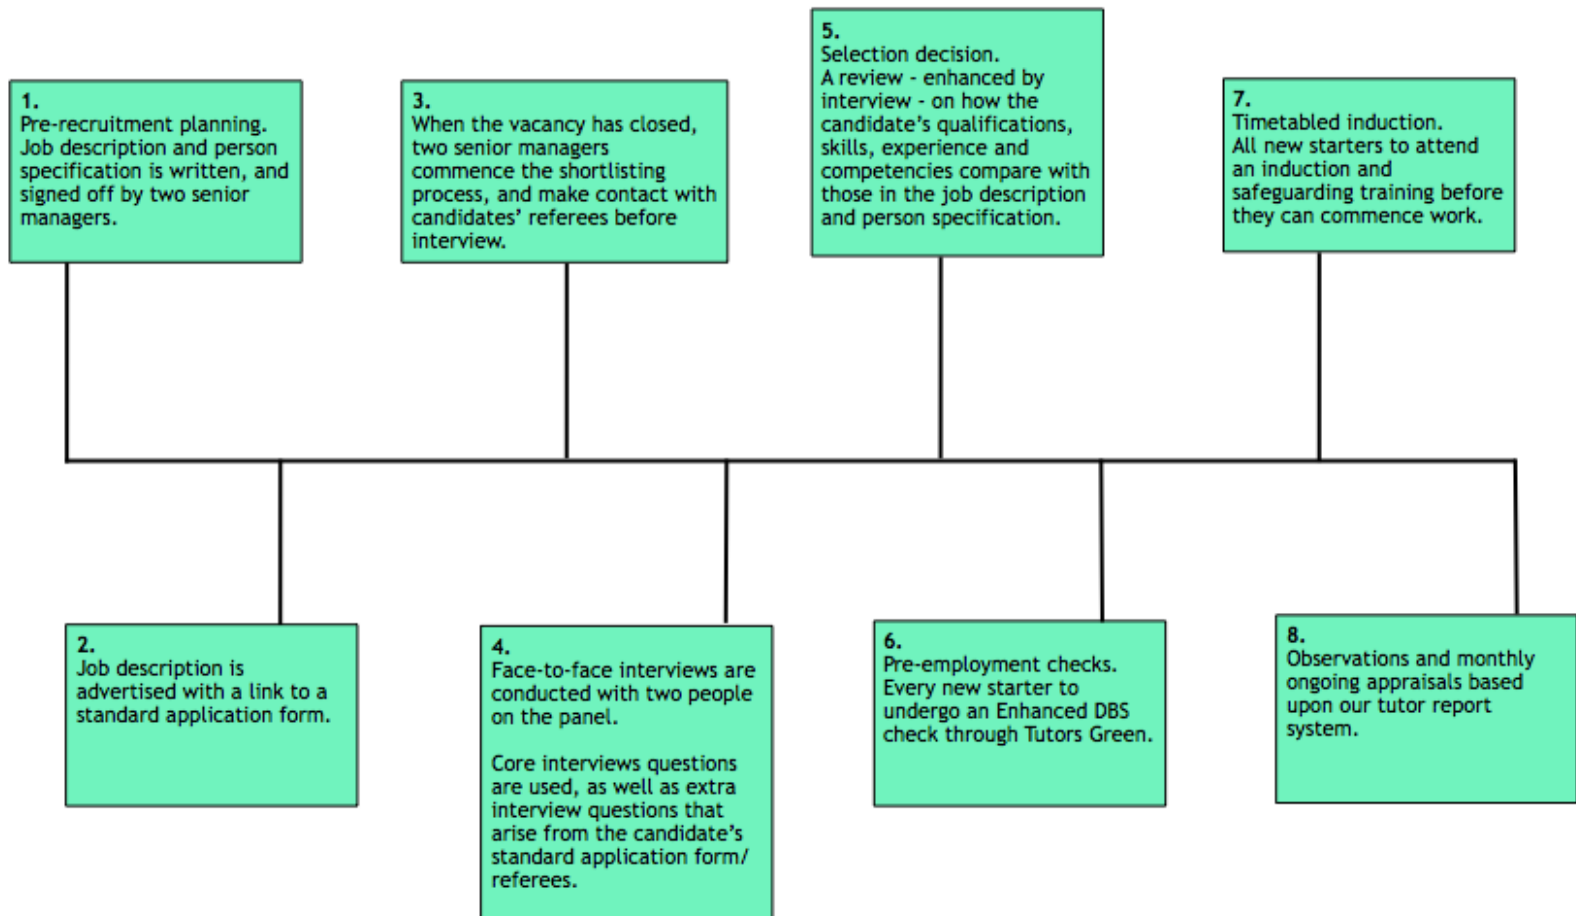 1.
Pre-recruitment planning.
Job description and person
specification is written, and
signed off by two senior
managers.
2.
Job description is
advertised with a link to a
standard application form.
3.
When the vacancy has closed,
two senior managers
commence the shortlisting
process, and make contact with
candidates’ referees before
interview.
4.
Face-to-face interviews are
conducted with two people
on the panel.
Core interviews questions
are used, as well as extra
interview questions that
arise from the candidate’s
standard application form/
referees.
5.
Selection decision.
A review - enhanced by
interview - on how the
candidate’s qualifications,
skills, experience and
competencies compare with
those in the job description
and person specification.
6.
Pre-employment checks.
Every new starter to
undergo an Enhanced DBS
check through Tutors Green.
7.
Timetabled induction.
All new starters to attend
an induction and
safeguarding training before
they can commence work.
8.
Observations and monthly
ongoing appraisals based
upon our tutor report
system.